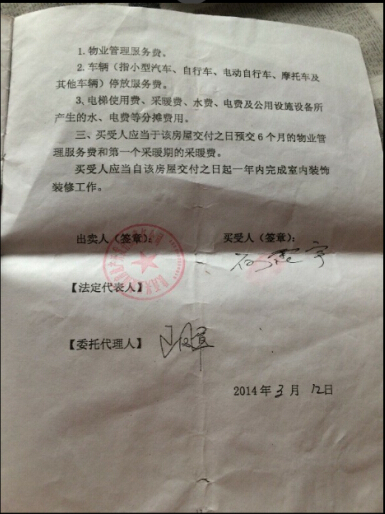 1.物业管理服务费。
2.车辆（指小型汽车、自行车、电动自行车、摩托车及
其他车辆）停放服务费。
3.电梯使用费、采暖费、水费、电费及公用设施设备所
产生的水、电费等分摊费用。
三、买受人应当于该房屋交付之日预交6个月的物业管
理服务费和第一个采暖期的采暖费。
买受人应当自该房屋交付之日起一年内完成室内装饰
装修工作。
出卖人（签章）： 买受人（签章）：
【法定代表人】
【委托代理人】
2014年3月12日